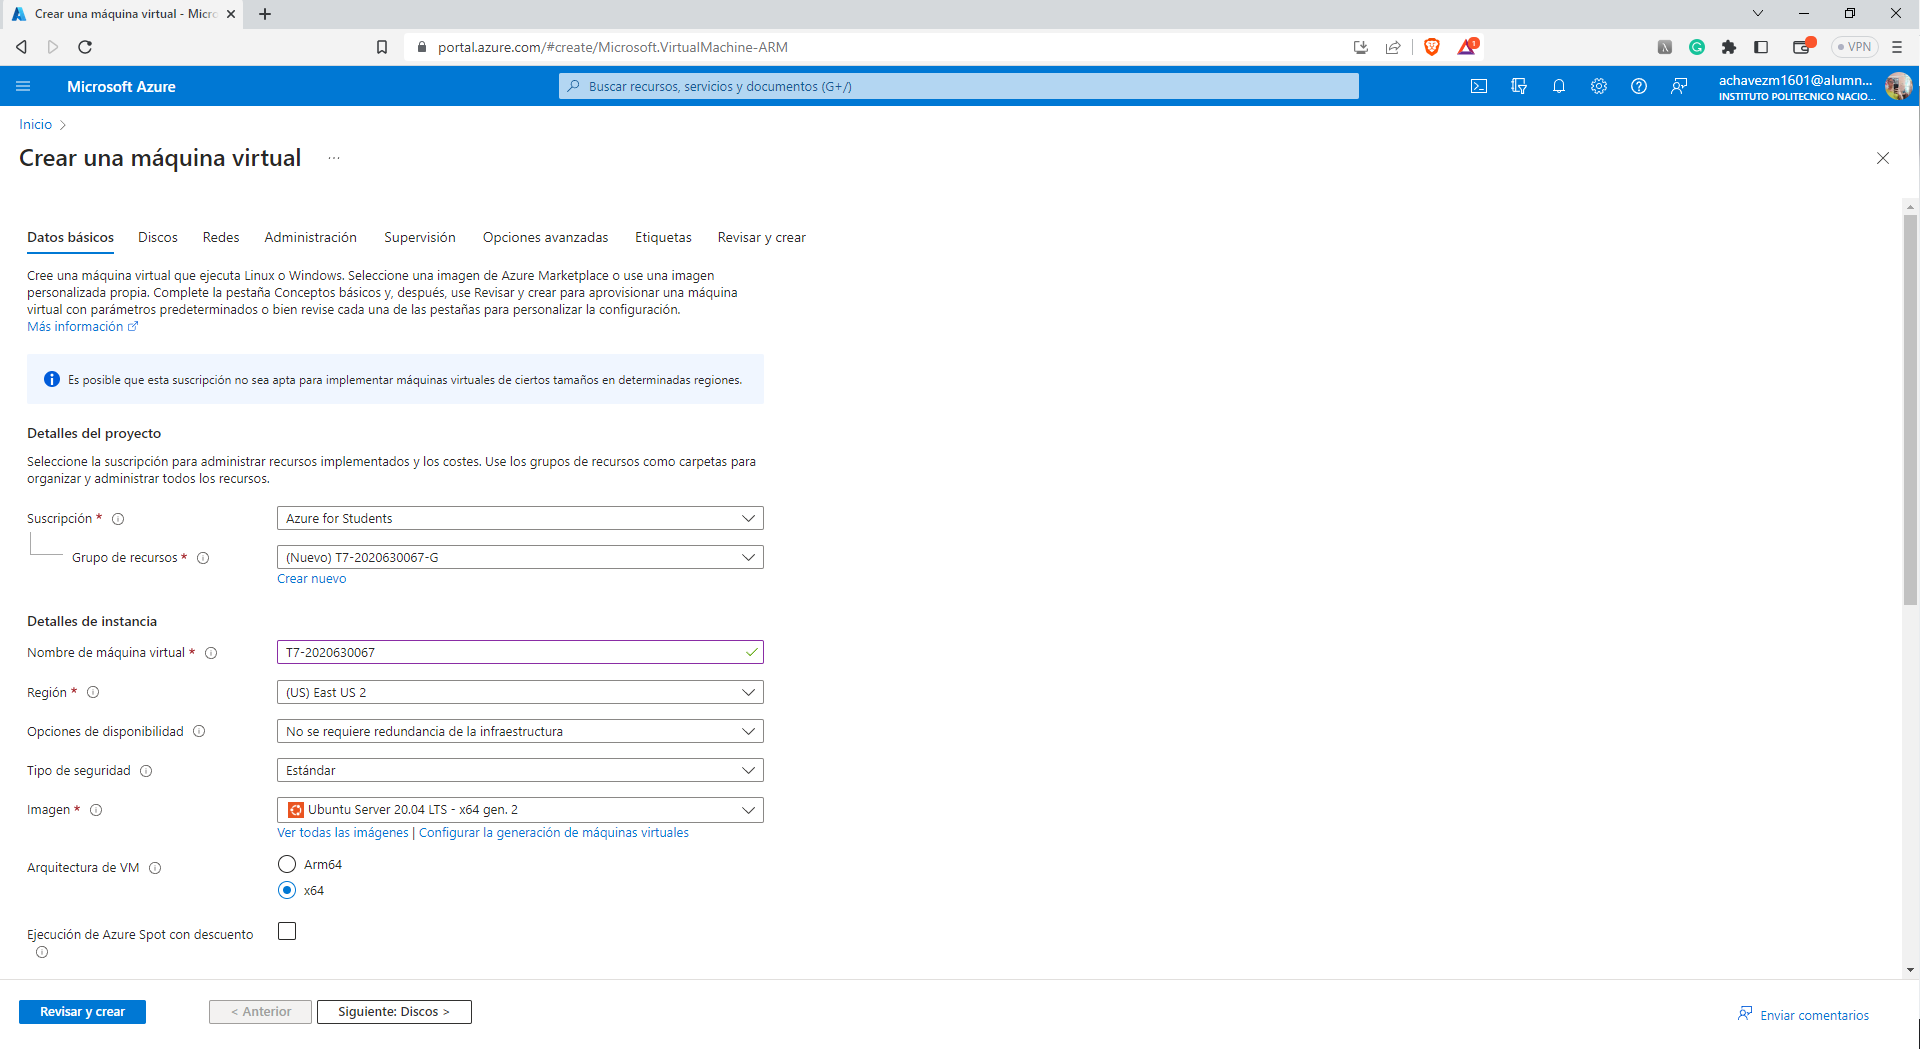 Crear una máquina virtual - Micr
portal.azure.com/#create/Microsoft.VirtualMachine-ARM
1
VPN
Microsoft Azure
Buscar recursos, servicios y documentos (G+/)
achavezm1601@alumn...
INSTITUTO POLITECNICO NACIO...
Inicio >
Crear una máquina virtual ...
Datos básicos Discos Redes Administración Supervisión Opciones avanzadas Etiquetas Revisar y crear
Cree una máquina virtual que ejecuta Linux o Windows. Seleccione una imagen de Azure Marketplace o use una imagen
personalizada propia. Complete la pestaña Conceptos básicos y, después, use Revisar y crear para aprovisionar una máquina
virtual con parámetros predeterminados o bien revise cada una de las pestañas para personalizar la configuración.
Más información
Es posible que esta suscripción no sea apta para implementar máquinas virtuales de ciertos tamaños en determinadas regiones.
Detalles del proyecto
Seleccione la suscripción para administrar recursos implementados y los costes. Use los grupos de recursos como carpetas para
organizar y administrar todos los recursos.
Suscripción * Azure for Students
Grupo de recursos * (Nuevo) T7-2020630067-G
Crear nuevo
Detalles de instancia
Nombre de máquina virtual * T7-2020630067
Región * (US) East US 2
Opciones de disponibilidad No se requiere redundancia de la infraestructura
Tipo de seguridad Estándar
Imagen * Ubuntu Server 20.04 LTS - x64 gen. 2
Ver todas las imágenes | Configurar la generación de máquinas virtuales
Arquitectura de VM Arm64
x64
Ejecución de Azure Spot con descuento
Revisar y crear < Anterior Siguiente: Discos > Enviar comentarios